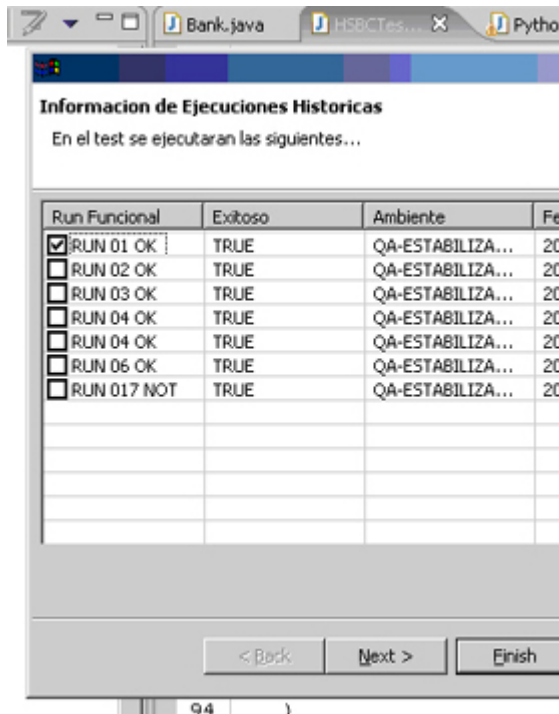 Bank.java HSBCTes... Pytho
Informacion de Ejecuciones Historicas
En el test se ejecutaran las siguientes...
Run Funcional Exitoso Ambiente Fe
RUN 01 OK TRUE QA-ESTABILIZA... 20
RUN 02 OK TRUE QA-ESTABILIZA... 20
RUN 03 OK TRUE QA-ESTABILIZA... 20
RUN 04 OK TRUE QA-ESTABILIZA... 20
RUN 04 OK TRUE QA-ESTABILIZA... 20
RUN 06 OK TRUE QA-ESTABILIZA... 20
RUN 017 NOT TRUE QA-ESTABILIZA... 20
< Back Next > Finish
94 }